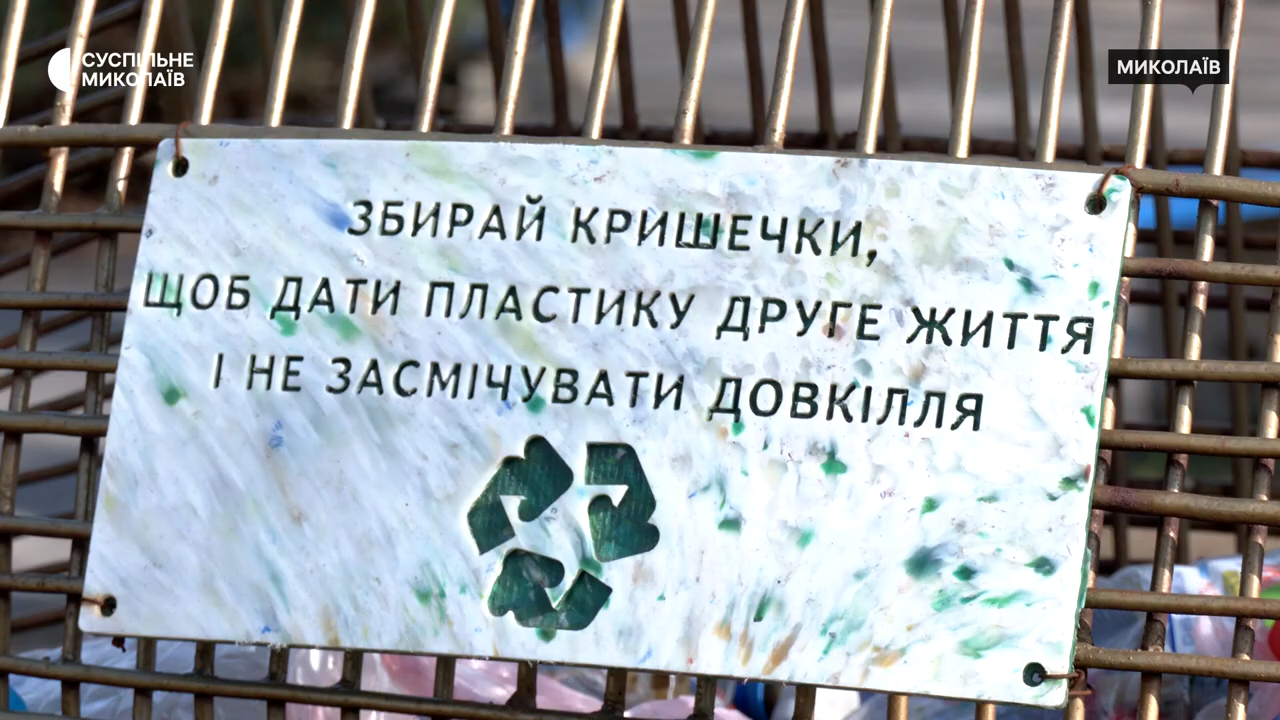 СУСПІЛЬНЕ
МИКОЛАЇВ
МИКОЛАЇВ
ЗБИРАЙ КРИШЕЧКИ,
ЩОБ ДАТИ ПЛАСТИКУ ДРУГЕ ЖИТТЯ
І НЕ ЗАСМІЧУВАТИ ДОВКІЛЛЯ